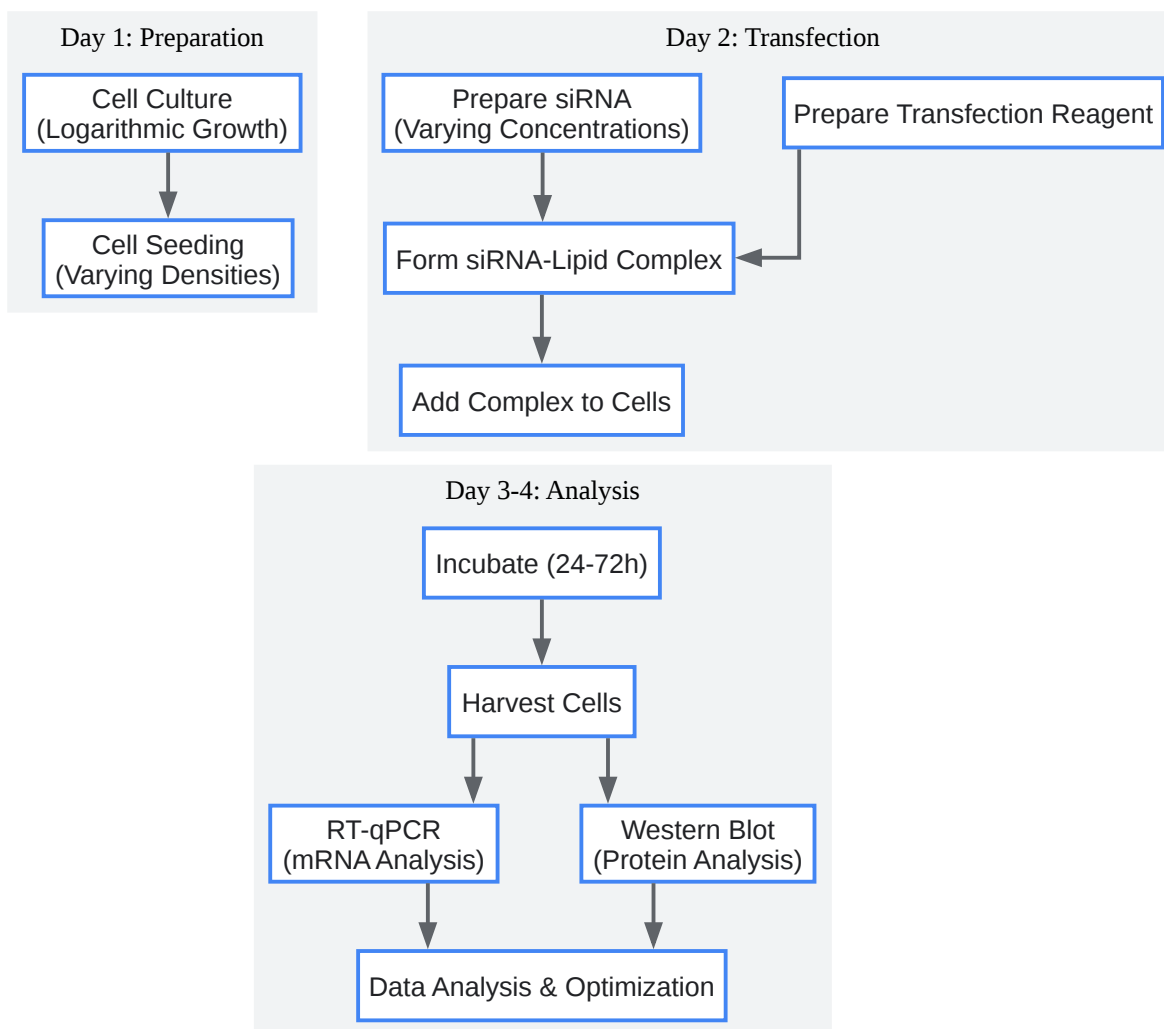 Day 1: Preparation
Cell Culture
(Logarithmic Growth)
Cell Seeding
(Varying Densities)
Day 2: Transfection
Prepare siRNA
(Varying Concentrations)
Prepare Transfection Reagent
Form siRNA-Lipid Complex
Add Complex to Cells
Day 3-4: Analysis
Incubate (24-72h)
Harvest Cells
RT-qPCR
(mRNA Analysis)
Western Blot
(Protein Analysis)
Data Analysis & Optimization